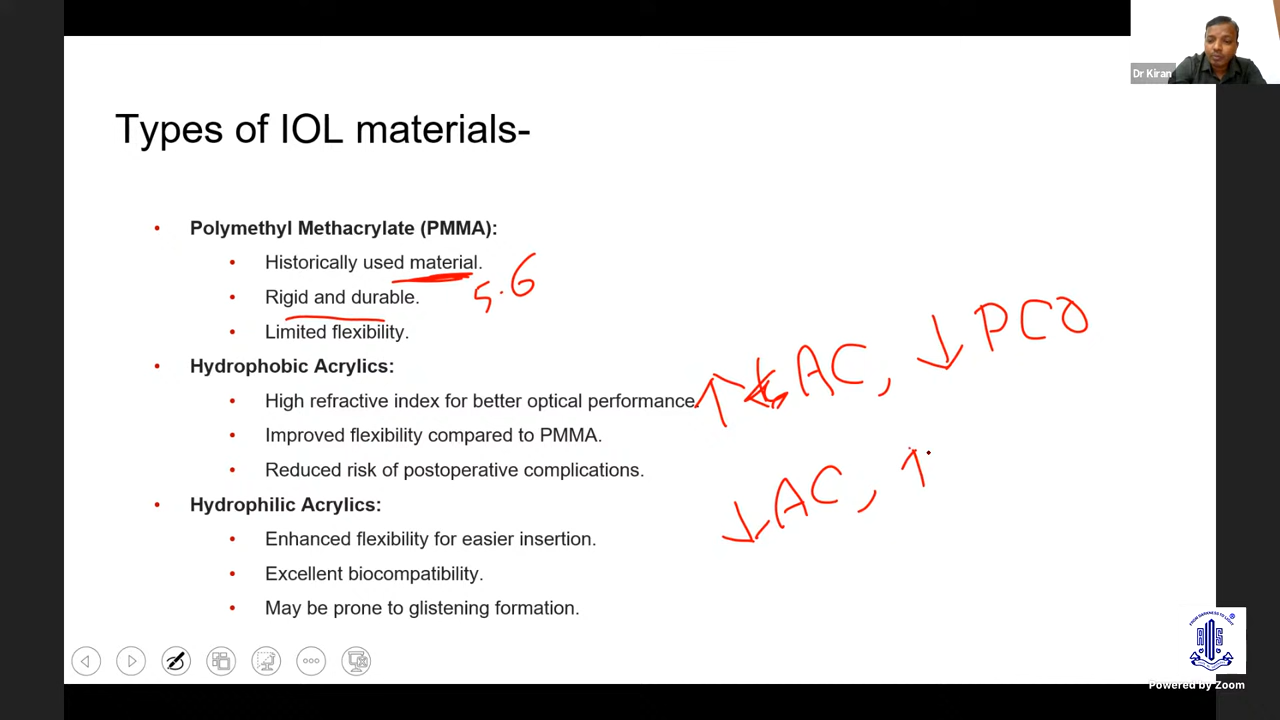 Dr Kiran
Types of IOL materials-
• Polymethyl Methacrylate (PMMA):
• Historically used material.
• Rigid and durable.
5.6
• Limited flexibility.
• Hydrophobic Acrylics:
• High refractive index for better optical performance.
↑ AC, ↓ PCO
• Improved flexibility compared to PMMA.
• Reduced risk of postoperative complications.
• Hydrophilic Acrylics:
↓ AC, ↑
• Enhanced flexibility for easier insertion.
• Excellent biocompatibility.
• May be prone to glistening formation.
Powered by Zoom